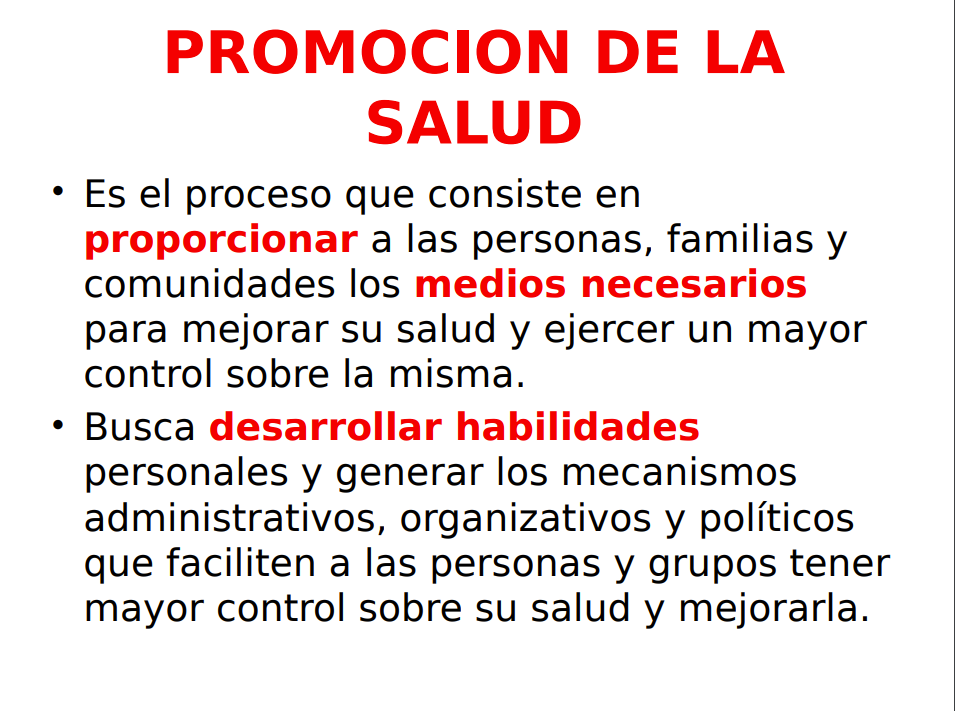 PROMOCION DE LA
SALUD
• Es el proceso que consiste en
proporcionar a las personas, familias y
comunidades los medios necesarios
para mejorar su salud y ejercer un mayor
control sobre la misma.
• Busca desarrollar habilidades
personales y generar los mecanismos
administrativos, organizativos y políticos
que faciliten a las personas y grupos tener
mayor control sobre su salud y mejorarla.